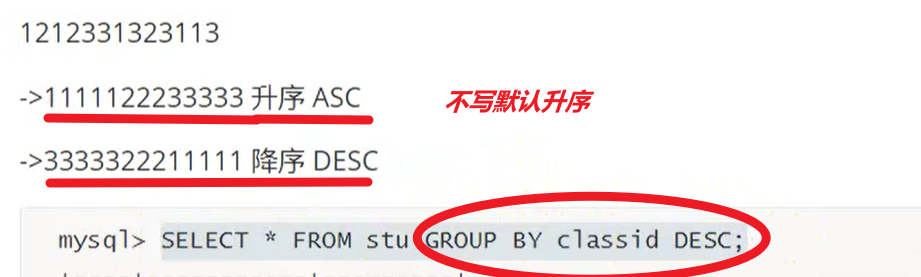 1212331323113
->1111122233333 升序 ASC
不写默认升序
->3333322211111 降序 DESC
mysql> SELECT * FROM stu GROUP BY classid DESC;